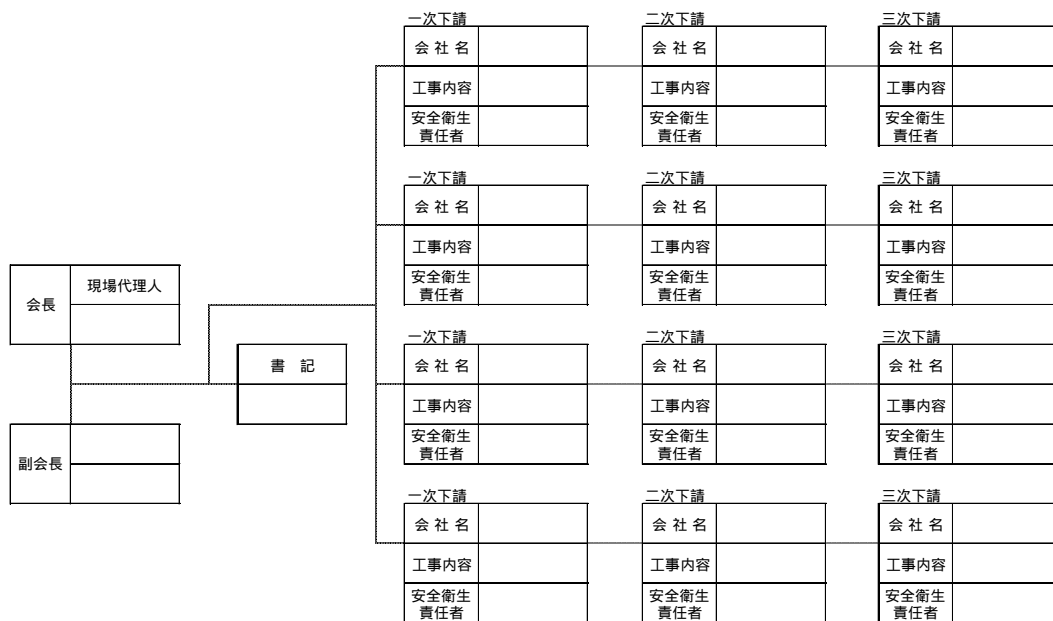 一次下請 二次下請 三次下請
会 社 名 会 社 名 会 社 名
工事内容 工事内容 工事内容
安全衛生 安全衛生 安全衛生
責任者 責任者 責任者
一次下請 二次下請 三次下請
会 社 名 会 社 名 会 社 名
工事内容 工事内容 工事内容
安全衛生 安全衛生 安全衛生
責任者 責任者 責任者
現場代理人
会長
一次下請 二次下請 三次下請
書 記
会 社 名 会 社 名 会 社 名
工事内容 工事内容 工事内容
安全衛生 安全衛生 安全衛生
責任者 責任者 責任者
副会長
一次下請 二次下請 三次下請
会 社 名 会 社 名 会 社 名
工事内容 工事内容 工事内容
安全衛生 安全衛生 安全衛生
責任者 責任者 責任者